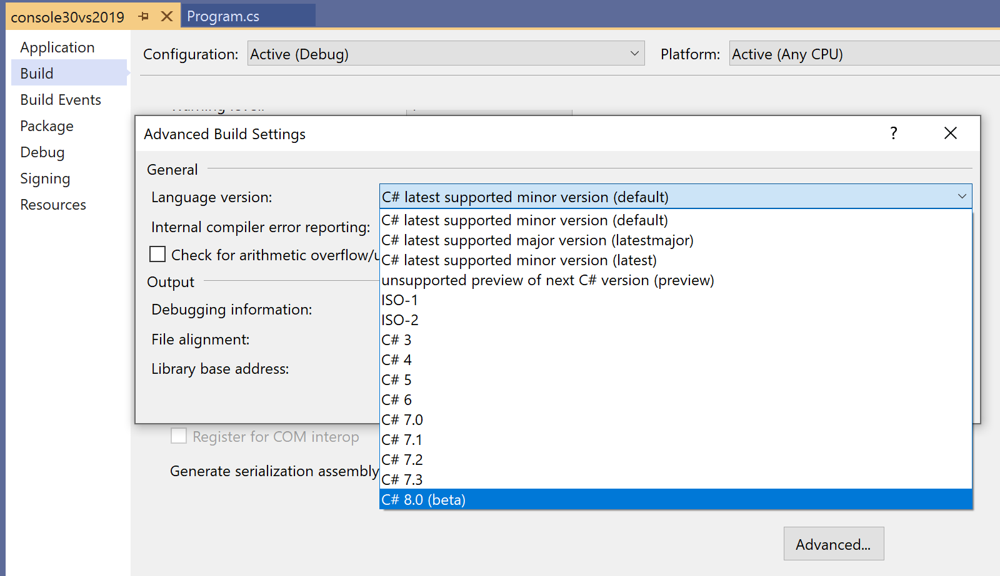 console30vs2019
Program.cs
Application
Build
Build Events
Package
Debug
Signing
Resources
Configuration:
Active (Debug)
Platform:
Active (Any CPU)
Advanced Build Settings
?
General
Language version:
C# latest supported minor version (default)
C# latest supported minor version (default)
C# latest supported major version (latestmajor)
C# latest supported minor version (latest)
unsupported preview of next C# version (preview)
ISO-1
ISO-2
C# 3
C# 4
C# 5
C# 6
C# 7.0
C# 7.1
C# 7.2
C# 7.3
C# 8.0 (beta)
Internal compiler error reporting:
Check for arithmetic overflow/u
Output
Debugging information:
File alignment:
Library base address:
Register for COM interop
Generate serialization assembly
Advanced...